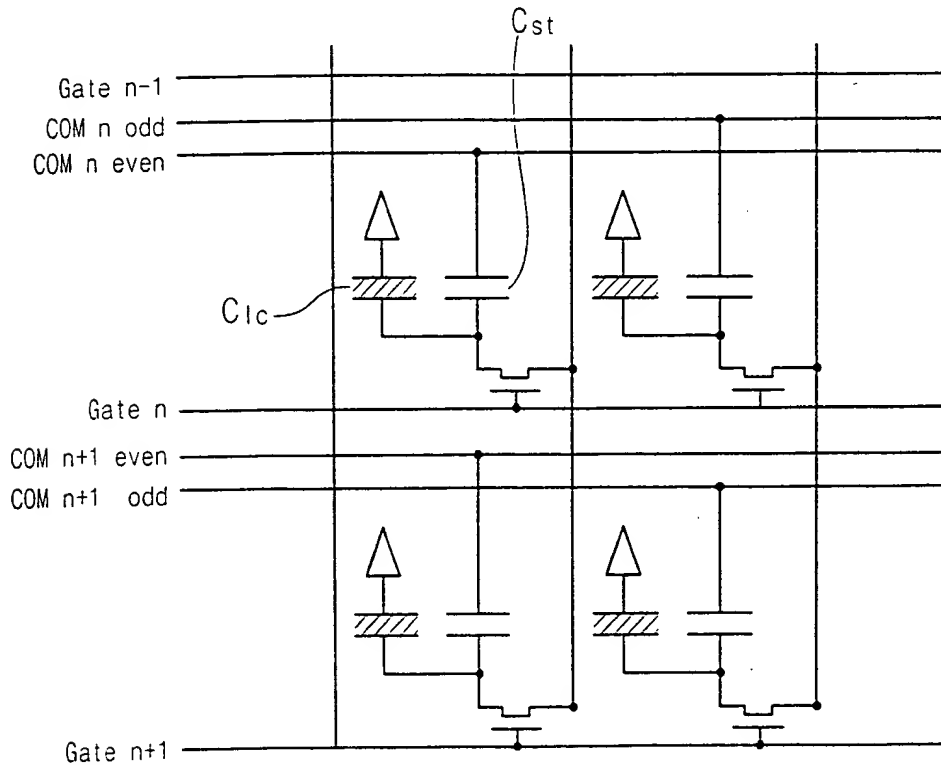 Cst
Gate n-1
COM n odd
COM n even
Clc
Gate n
COM n+1 even
COM n+1 odd
Gate n+1